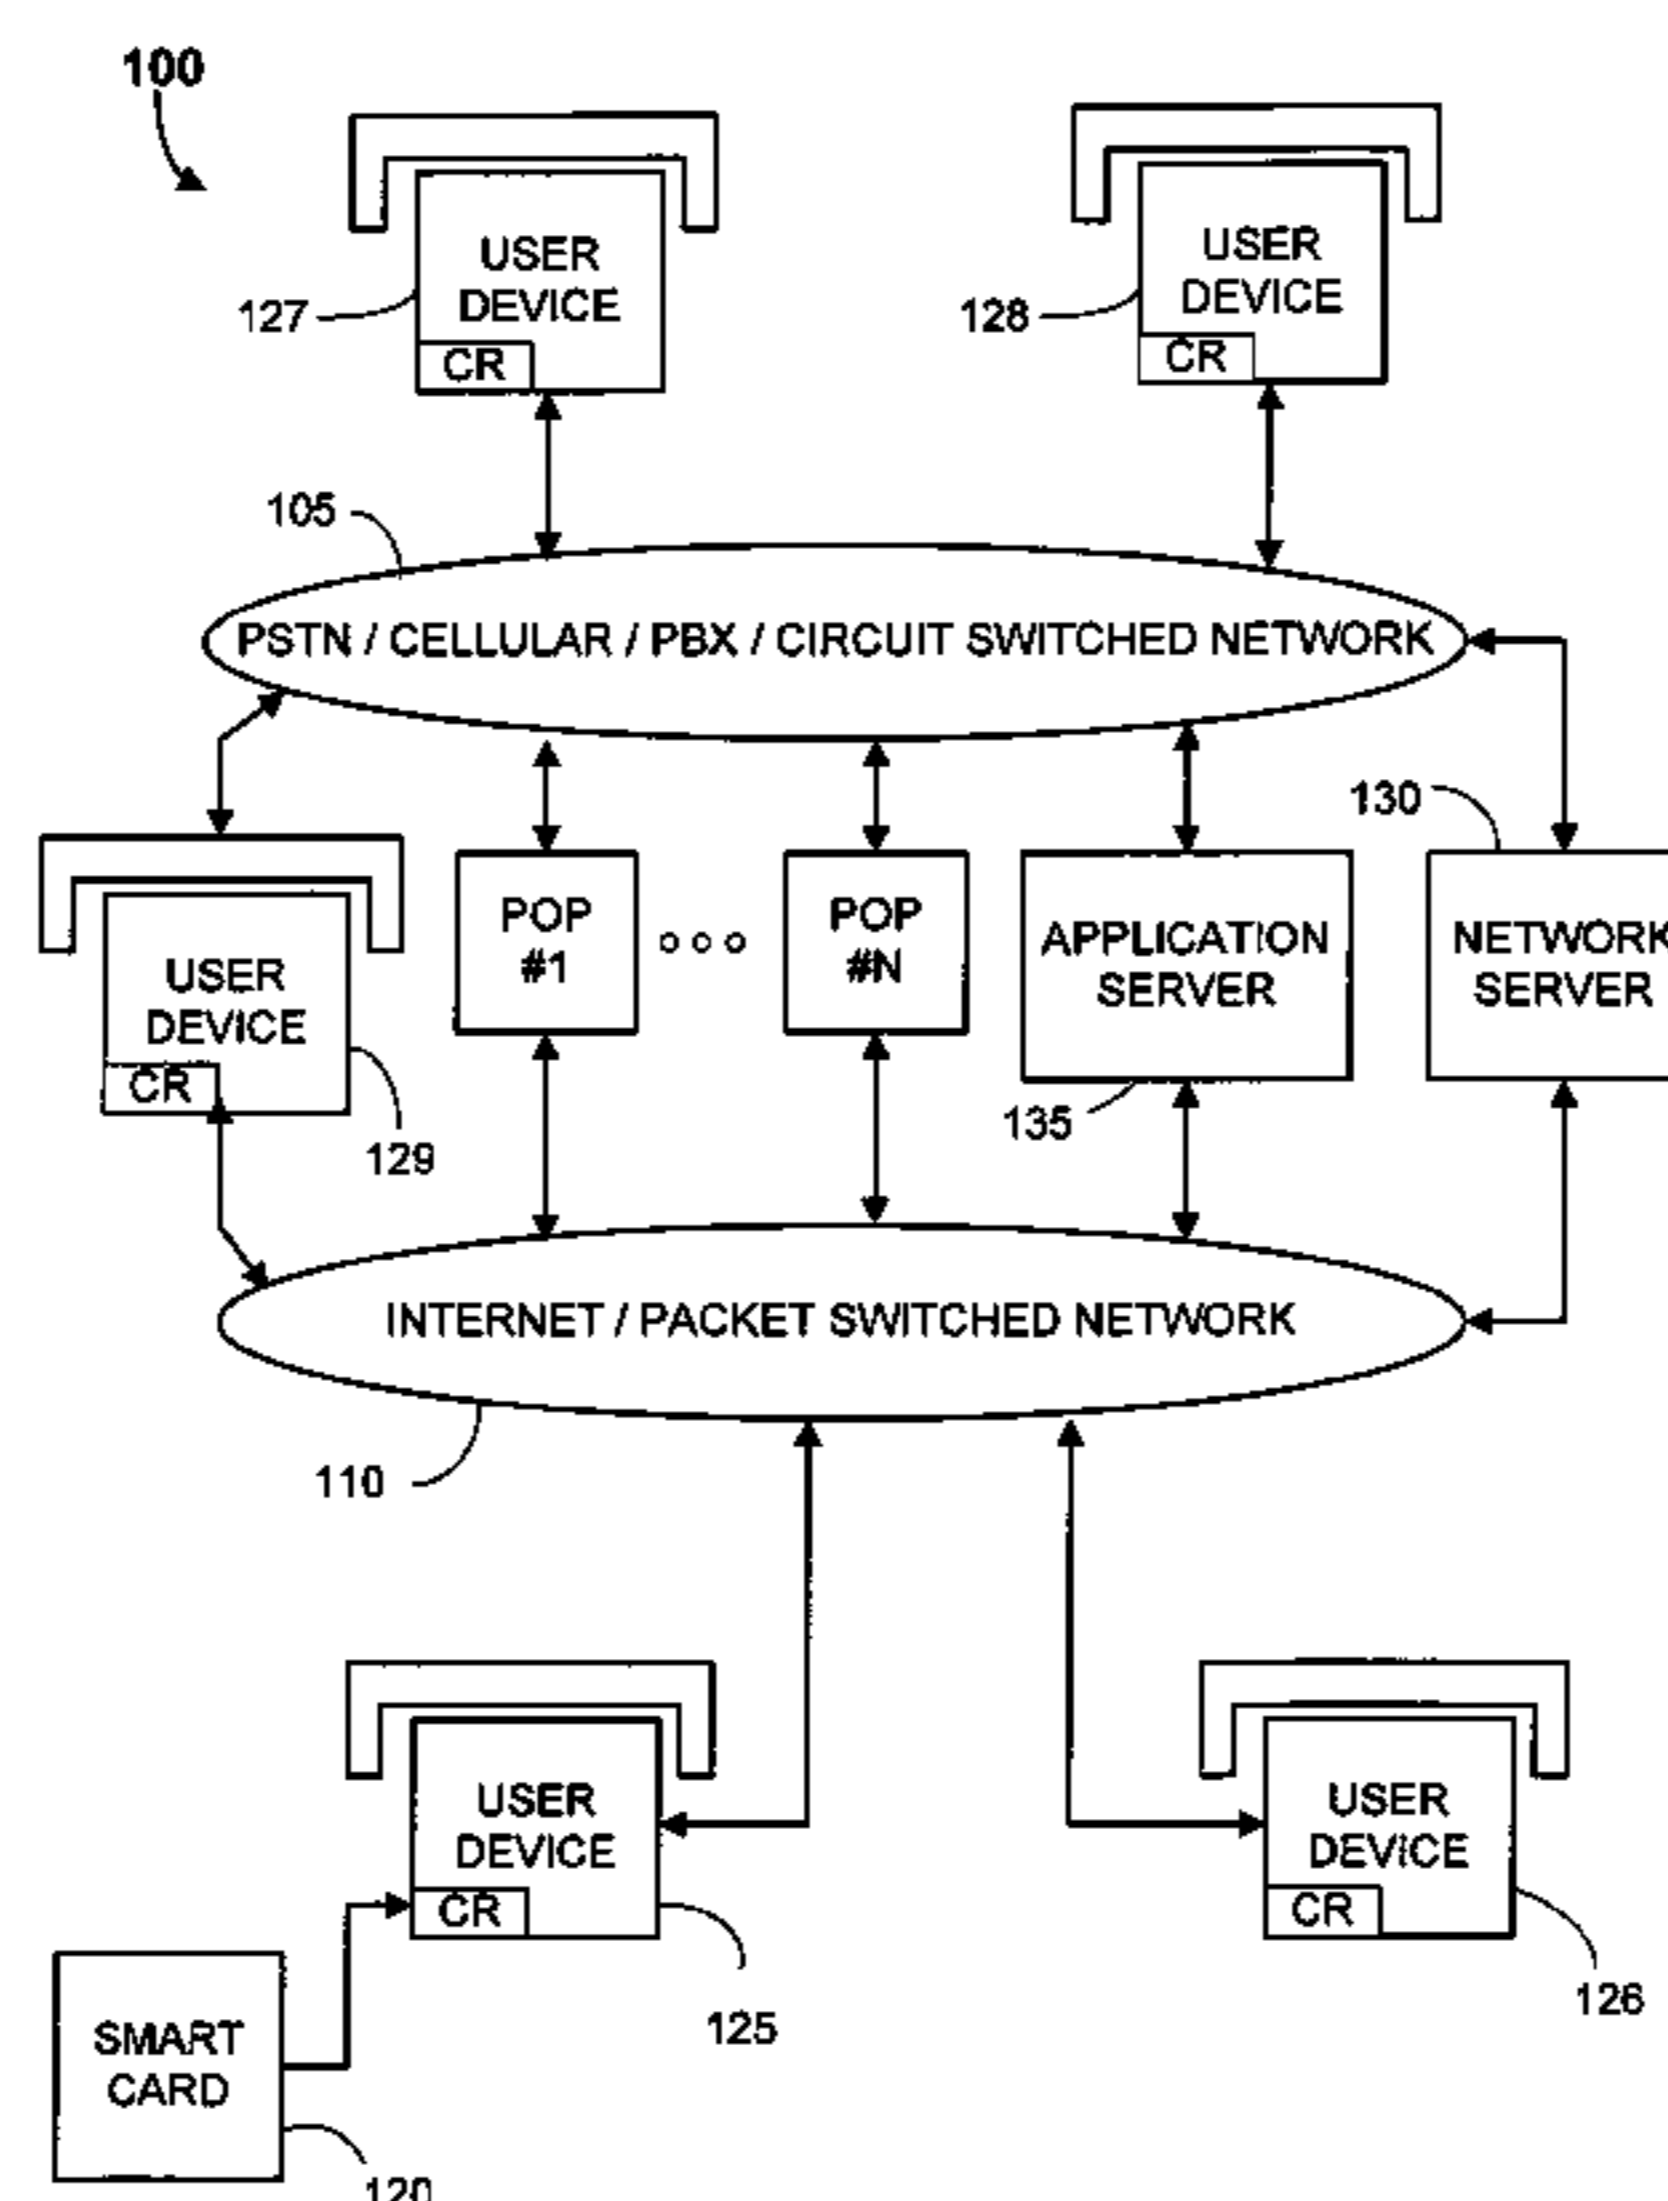 100
USER
DEVICE
CR
127
USER
DEVICE
CR
128
105
PSTN / CELLULAR / PBX / CIRCUIT SWITCHED NETWORK
130
USER
DEVICE
CR
129
POP
#1
POP
#N
APPLICATION
SERVER
135
NETWORK
SERVER
INTERNET / PACKET SWITCHED NETWORK
110
USER
DEVICE
CR
125
USER
DEVICE
CR
126
SMART
CARD
120